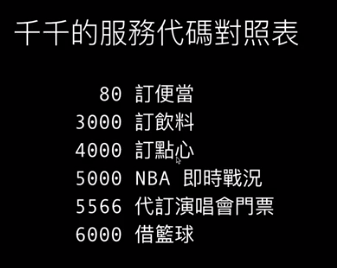 千千的服務代碼對照表
80 訂便當
3000 訂飲料
4000 訂點心
5000 NBA 即時戰況
5566 代訂演唱會門票
6000 借籃球